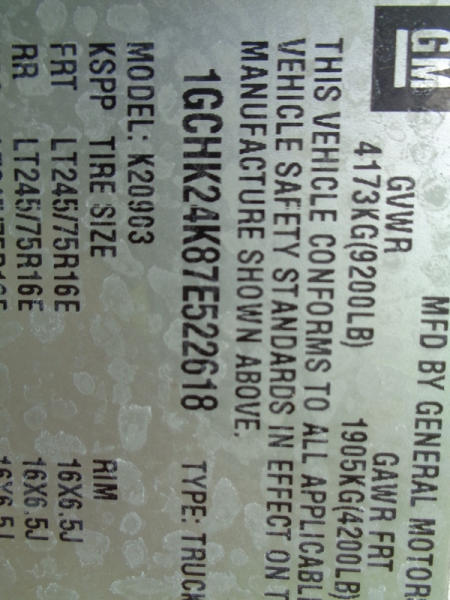 GM
MFD BY GENERAL MOTORS
GVWR GAWR FRT
4173KG(9200LB) 1905KG(4200LB)
THIS VEHICLE CONFORMS TO ALL APPLICABLE
VEHICLE SAFETY STANDARDS IN EFFECT ON
MANUFACTURE SHOWN ABOVE.
1GCHK24K87E522618 TYPE: TRUCK
MODEL: K20903
KSPP TIRE SIZE RIM
FRT LT245/75R16E 16X6.5J
RR LT245/75R16E 16X6.5J